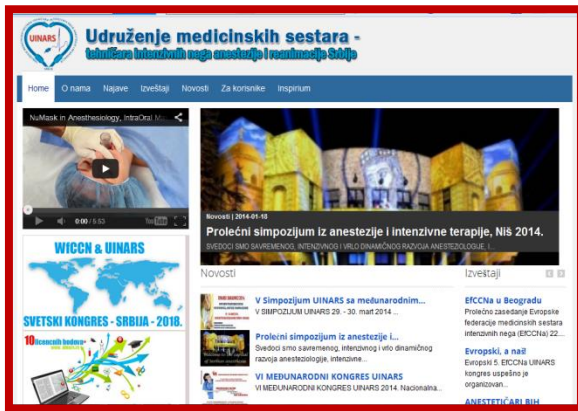 UINARS
Udruženje medicinskih sestara -
tehničara intenzivnih nega anestezije i reanimacije Srbije
Home O nama Najave Izveštaji Novosti Za korisnike Inspirium
NuMask in Anesthesiology, IntraOral M...
0:00 / 5:53
YouTube
Novosti | 2014-01-18
Prolećni simpozijum iz anestezije i intenzivne terapije, Niš 2014.
SVEDOCI SMO SAVREMENOG, INTENZIVNOG I VRLO DINAMIČNOG RAZVOJA ANESTEZIOLOGIJE, I...
WICCN & UINARS
SVETSKI KONGRES - SRBIJA - 2018.
10 licencnih bodova
Novosti
V Simpozijum UINARS sa međunarodnim...
V SIMPOZIJUM UINARS 29. - 30. mart 2014 ...
Prolećni simpozijum iz anestezije i...
Svedoci smo savremenog, intenzivnog i vrlo dinamičnog
razvoja anesteziologije, intenzivne...
VI MEĐUNARODNI KONGRES UINARS
VI MEĐUNARODNI KONGRES UINARS 2014. Nacionalna...
Izveštaji
EfCCNa u Beogradu
Prolećno zasedanje Evropske
federacije medicinskih sestara
intenzivnih nega (EfCCNa) 22....
Evropski, a naš!
Evropski 5. EfCCNa UINARS
kongres uspešno je
organizovan...
ANESTETIČARI BIH